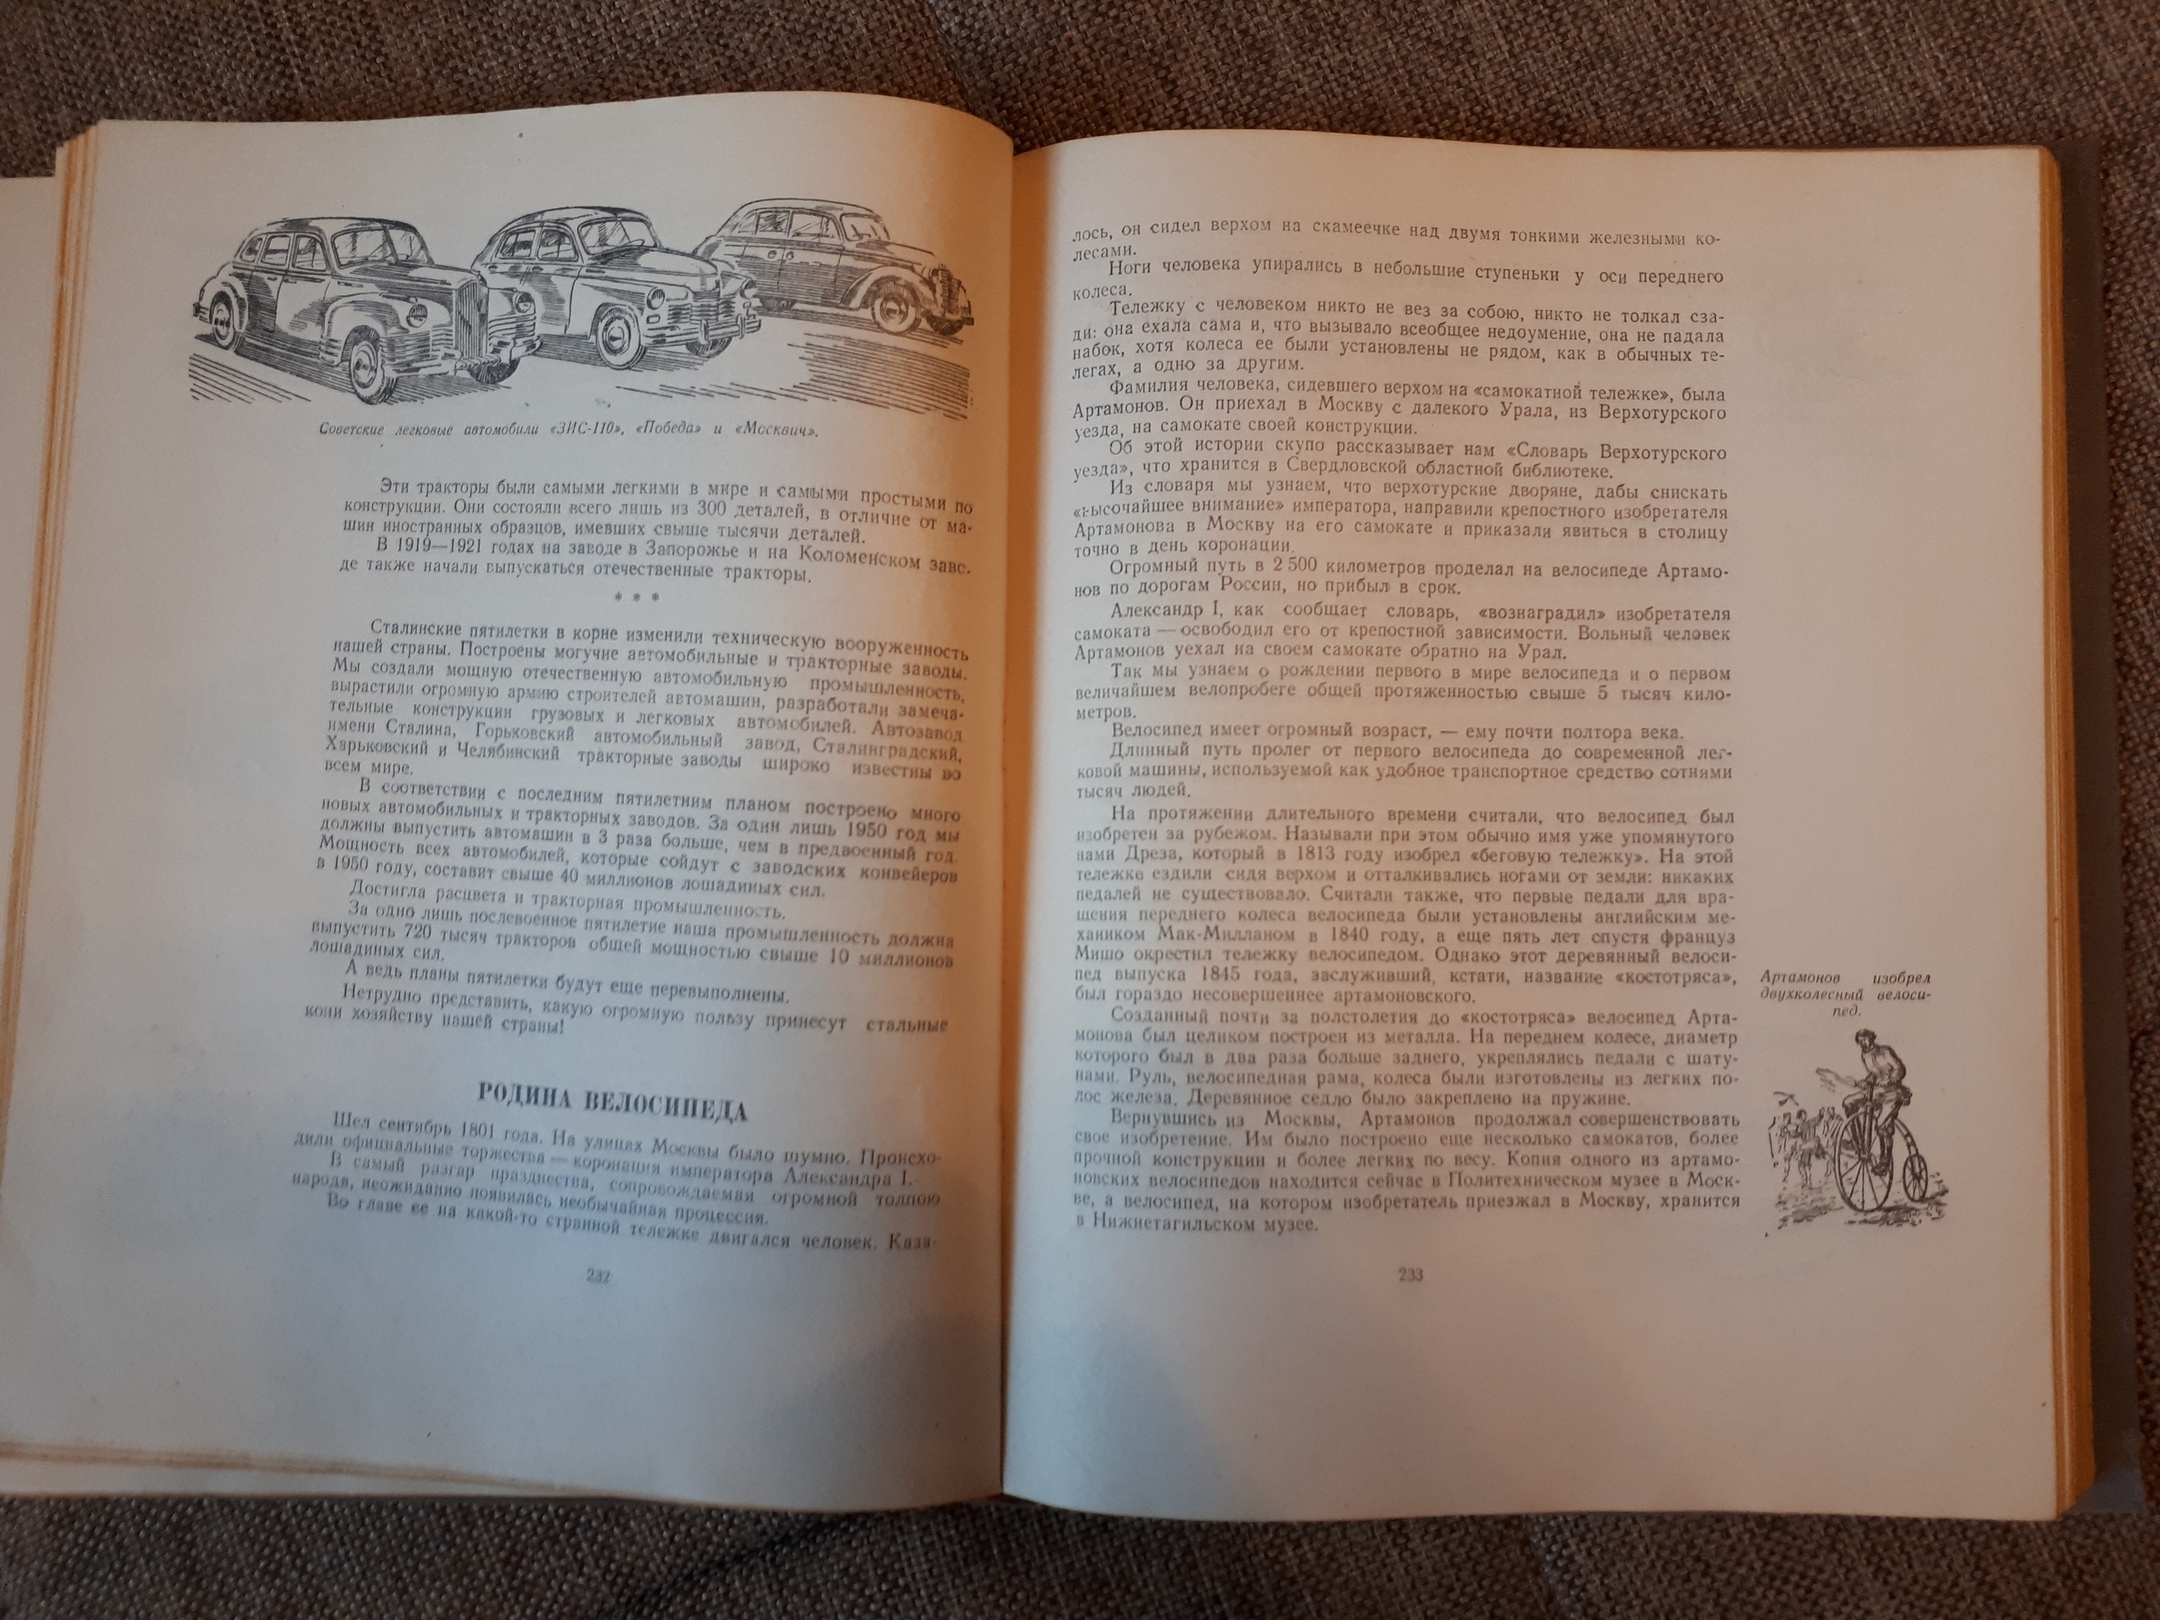 Советские легковые автомобили «ЗИС-110», «Победа» и «Москвич».
Эти тракторы были самыми легкими в мире и самыми простыми по
конструкции. Они состояли всего лишь из 300 деталей, в отличие от ма-
шин иностранных образцов, имевших свыше тысячи деталей.
В 1919—1921 годах на заводе в Запорожье и на Коломенском заво-
де также начали выпускаться отечественные тракторы.
* * *
Сталинские пятилетки в корне изменили техническую вооруженность
нашей страны. Построены могучие автомобильные и тракторные заводы.
Мы создали мощную отечественную автомобильную промышленность,
вырастили огромную армию строителей автомашин, разработали замеча-
тельные конструкции грузовых и легковых автомобилей. Автозавод
имени Сталина, Горьковский автомобильный завод, Сталинградский,
Харьковский и Челябинский тракторные заводы широко известны во
всем мире.
В соответствии с последним пятилетним планом построено много
новых автомобильных и тракторных заводов. За один лишь 1950 год мы
должны выпустить автомашин в 3 раза больше, чем в предвоенный год.
Мощность всех автомобилей, которые сойдут с заводских конвейеров
в 1950 году, составит свыше 40 миллионов лошадиных сил.
Достигла расцвета и тракторная промышленность.
За одно лишь послевоенное пятилетие наша промышленность должна
выпустить 720 тысяч тракторов общей мощностью свыше 10 миллионов
лошадиных сил.
А ведь планы пятилетки будут еще перевыполнены.
Нетрудно представить, какую огромную пользу принесут стальные
кони хозяйству нашей страны!
РОДИНА ВЕЛОСИПЕДА
Шел сентябрь 1801 года. На улицах Москвы было шумно. Происхо-
дили официальные торжества — коронация императора Александра I.
В самый разгар празднества, сопровождаемая огромной толпою
народа, неожиданно появилась необычайная процессия.
Во главе ее на какой-то странной тележке двигался человек. Каза-
232
лось, он сидел верхом на скамеечке над двумя тонкими железными ко-
лесами.
Ноги человека упирались в небольшие ступеньки у оси переднего
колеса.
Тележку с человеком никто не вез за собою, никто не толкал сза-
ди: она ехала сама и, что вызывало всеобщее недоумение, она не падала
набок, хотя колеса ее были установлены не рядом, как в обычных те-
легах, а одно за другим.
Фамилия человека, сидевшего верхом на «самокатной тележке», была
Артамонов. Он приехал в Москву с далекого Урала, из Верхотурского
уезда, на самокате своей конструкции.
Об этой истории скупо рассказывает нам «Словарь Верхотурского
уезда», что хранится в Свердловской областной библиотеке.
Из словаря мы узнаем, что верхотурские дворяне, дабы снискать
«высочайшее внимание» императора, направили крепостного изобретателя
Артамонова в Москву на его самокате и приказали явиться в столицу
точно в день коронации.
Огромный путь в 2 500 километров проделал на велосипеде Артамо-
нов по дорогам России, но прибыл в срок.
Александр I, как сообщает словарь, «вознаградил» изобретателя
самоката — освободил его от крепостной зависимости. Вольный человек
Артамонов уехал на своем самокате обратно на Урал.
Так мы узнаем о рождении первого в мире велосипеда и о первом
величайшем велопробеге общей протяженностью свыше 5 тысяч кило-
метров.
Велосипед имеет огромный возраст, — ему почти полтора века.
Длинный путь пролег от первого велосипеда до современной лег-
ковой машины, используемой как удобное транспортное средство сотнями
тысяч людей.
На протяжении длительного времени считали, что велосипед был
изобретен за рубежом. Называли при этом обычно имя уже упомянутого
нами Дреза, который в 1813 году изобрел «беговую тележку». На этой
тележке ездили сидя верхом и отталкивались ногами от земли: никаких
педалей не существовало. Считали также, что первые педали для вра-
щения переднего колеса велосипеда были установлены английским ме-
хаником Мак-Милланом в 1840 году, а еще пять лет спустя француз
Мишо окрестил тележку велосипедом. Однако этот деревянный велоси-
пед выпуска 1845 года, заслуживший, кстати, название «костотряса»,
был гораздо несовершеннее артамоновского.
Созданный почти за полстолетия до «костотряса» велосипед Арта-
монова был целиком построен из металла. На переднем колесе, диаметр
которого был в два раза больше заднего, укреплялись педали с шату-
нами. Руль, велосипедная рама, колеса были изготовлены из легких по-
лос железа. Деревянное седло было закреплено на пружине.
Вернувшись из Москвы, Артамонов продолжал совершенствовать
свое изобретение. Им было построено еще несколько самокатов, более
прочной конструкции и более легких по весу. Копия одного из артамо-
новских велосипедов находится сейчас в Политехническом музее в Моск-
ве, а велосипед, на котором изобретатель приезжал в Москву, хранится
в Нижнетагильском музее.
Артамонов изобрел
двухколесный велоси-
пед.
233